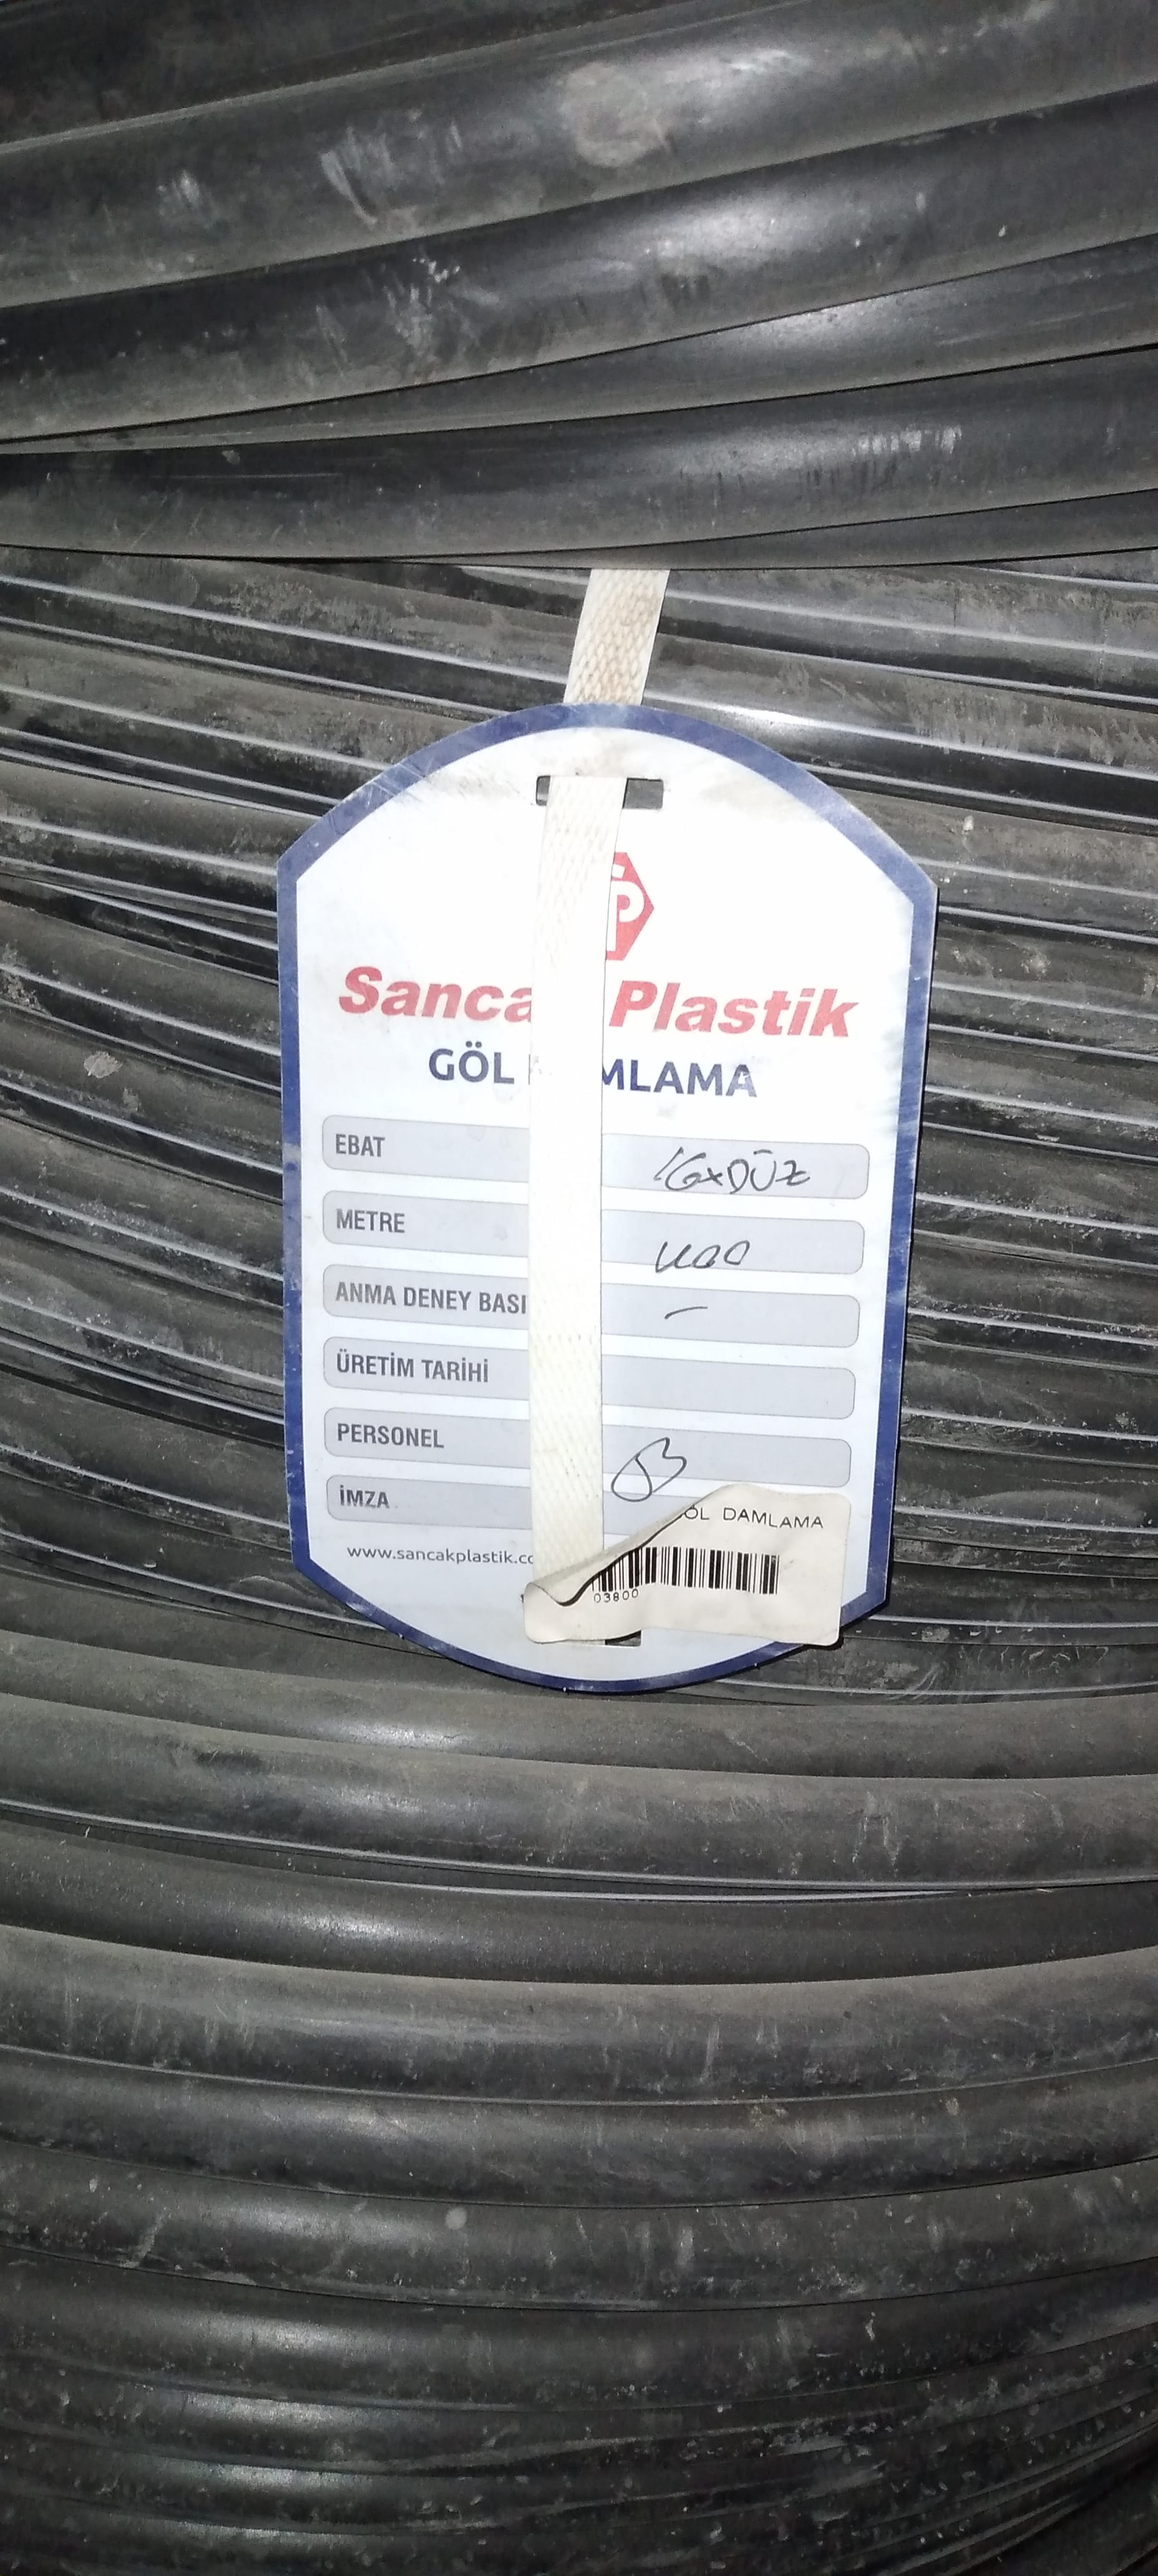 Sanca Plastik
GÖL MLAMA
EBAT 16xDÜZ
METRE 400
ANMA DENEY BASI –
ÜRETİM TARİHİ
PERSONEL
İMZA
ÖL DAMLAMA
www.sancakplastik.co
03800